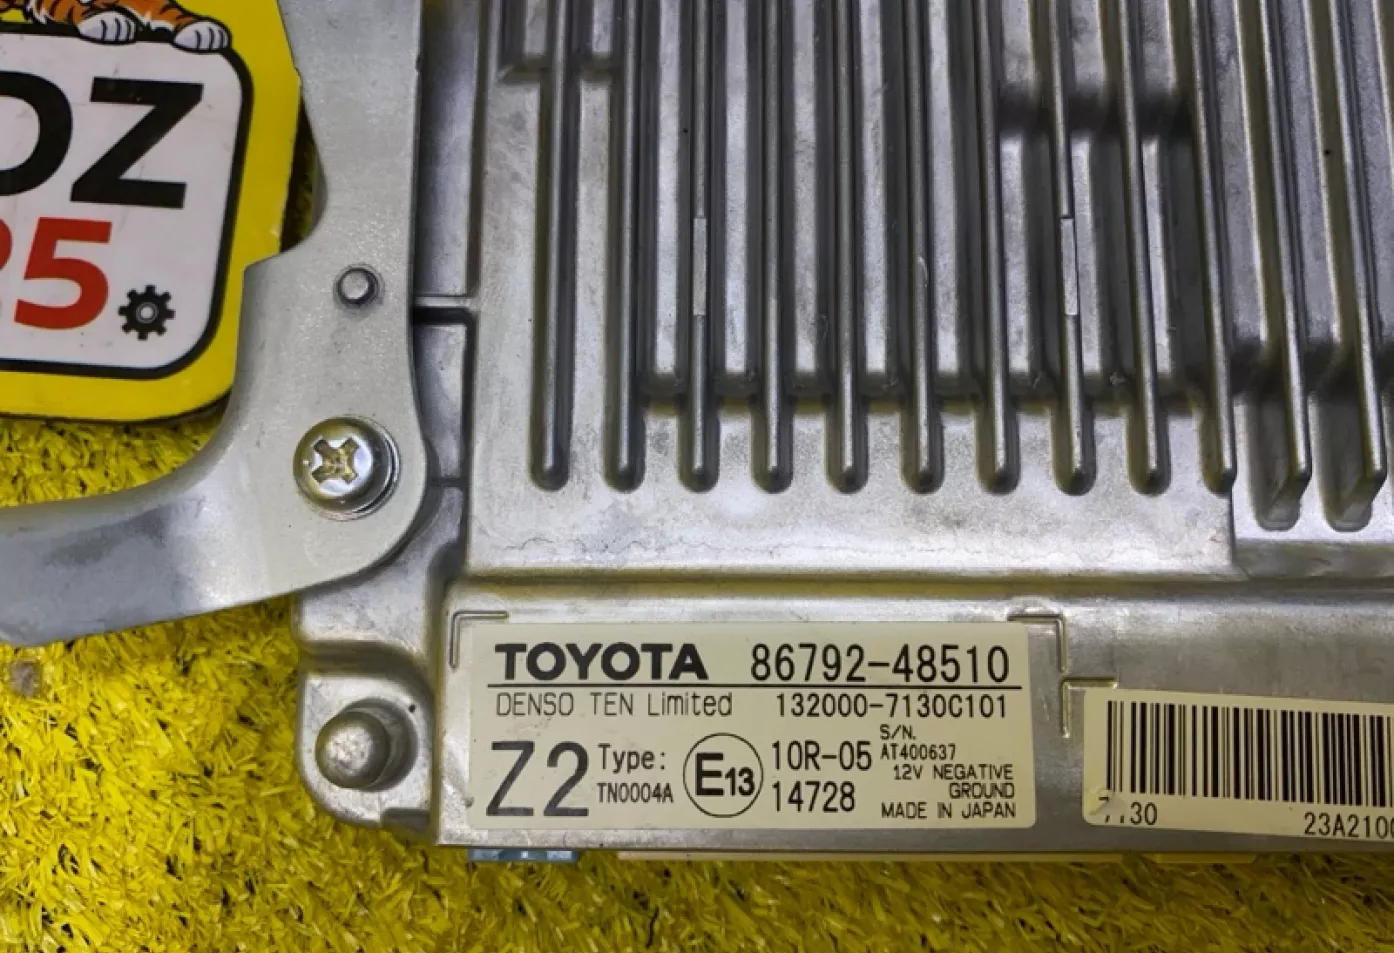 DZ
25
TOYOTA 86792-48510
DENSO TEN Limited 132000-7130C101
Z2 Type: TN0004A E13 10R-05 14728
S/N. AT400637
12V NEGATIVE
GROUND
MADE IN JAPAN
7130 23A210